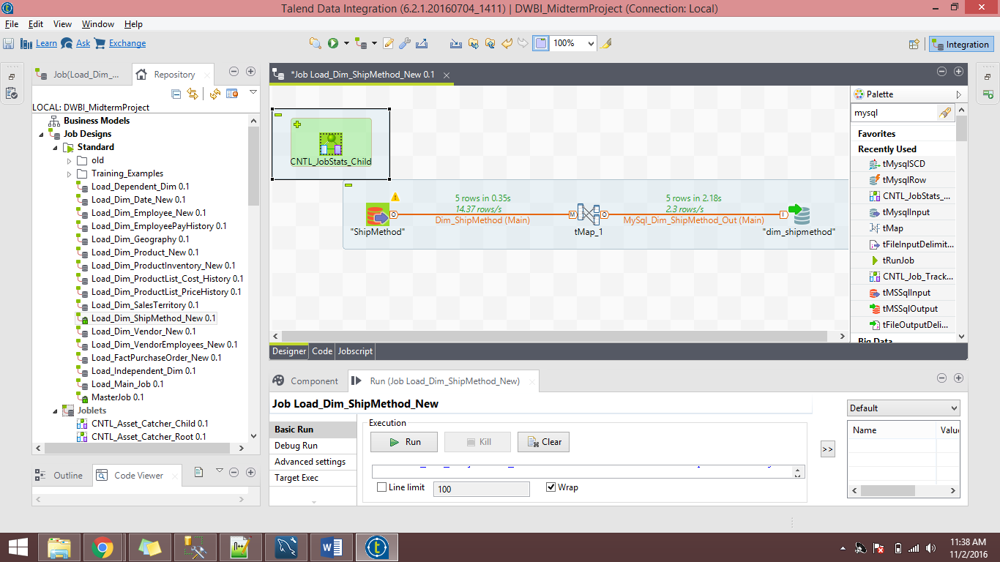 Talend Data Integration (6.2.1.20160704_1411) | DWBI_MidtermProject (Connection: Local)
File Edit View Window Help
Learn Ask Exchange
100%
Integration
Job(Load_Dim_...
Repository
LOCAL: DWBI_MidtermProject
Business Models
Job Designs
Standard
old
Training_Examples
Load_Dependent_Dim 0.1
Load_Dim_Date_New 0.1
Load_Dim_Employee_New 0.1
Load_Dim_EmployeePayHistory 0.1
Load_Dim_Geography 0.1
Load_Dim_Product_New 0.1
Load_Dim_ProductInventory_New 0.1
Load_Dim_ProductList_Cost_History 0.1
Load_Dim_ProductList_PriceHistory 0.1
Load_Dim_SalesTerritory 0.1
Load_Dim_ShipMethod_New 0.1
Load_Dim_Vendor_New 0.1
Load_Dim_VendorEmployees_New 0.1
Load_FactPurchaseOrder_New 0.1
Load_Independent_Dim 0.1
Load_Main_Job 0.1
MasterJob 0.1
Joblets
CNTL_Asset_Catcher_Child 0.1
CNTL_Asset_Catcher_Root 0.1
Outline
Code Viewer
*Job Load_Dim_ShipMethod_New 0.1
CNTL_JobStats_Child
5 rows in 0.35s
14.37 rows/s
Dim_ShipMethod (Main)
5 rows in 2.18s
2.3 rows/s
MySql_Dim_ShipMethod_Out (Main)
"ShipMethod"
tMap_1
"dim_shipmethod"
Designer Code Jobscript
Palette
mysql
Favorites
Recently Used
tMysqlSCD
tMysqlRow
CNTL_JobStats_...
tMysqlInput
tMap
tFileInputDelimit...
tRunJob
CNTL_Job_Track...
tMSSqlInput
tMSSqlOutput
tFileOutputDeli...
Big Data
Component
Run (Job Load_Dim_ShipMethod_New)
Job Load_Dim_ShipMethod_New
Basic Run
Debug Run
Advanced settings
Target Exec
Execution
Run
Kill
Clear
Line limit
100
Wrap
>>
Default
Name
Value
11:38 AM
11/2/2016